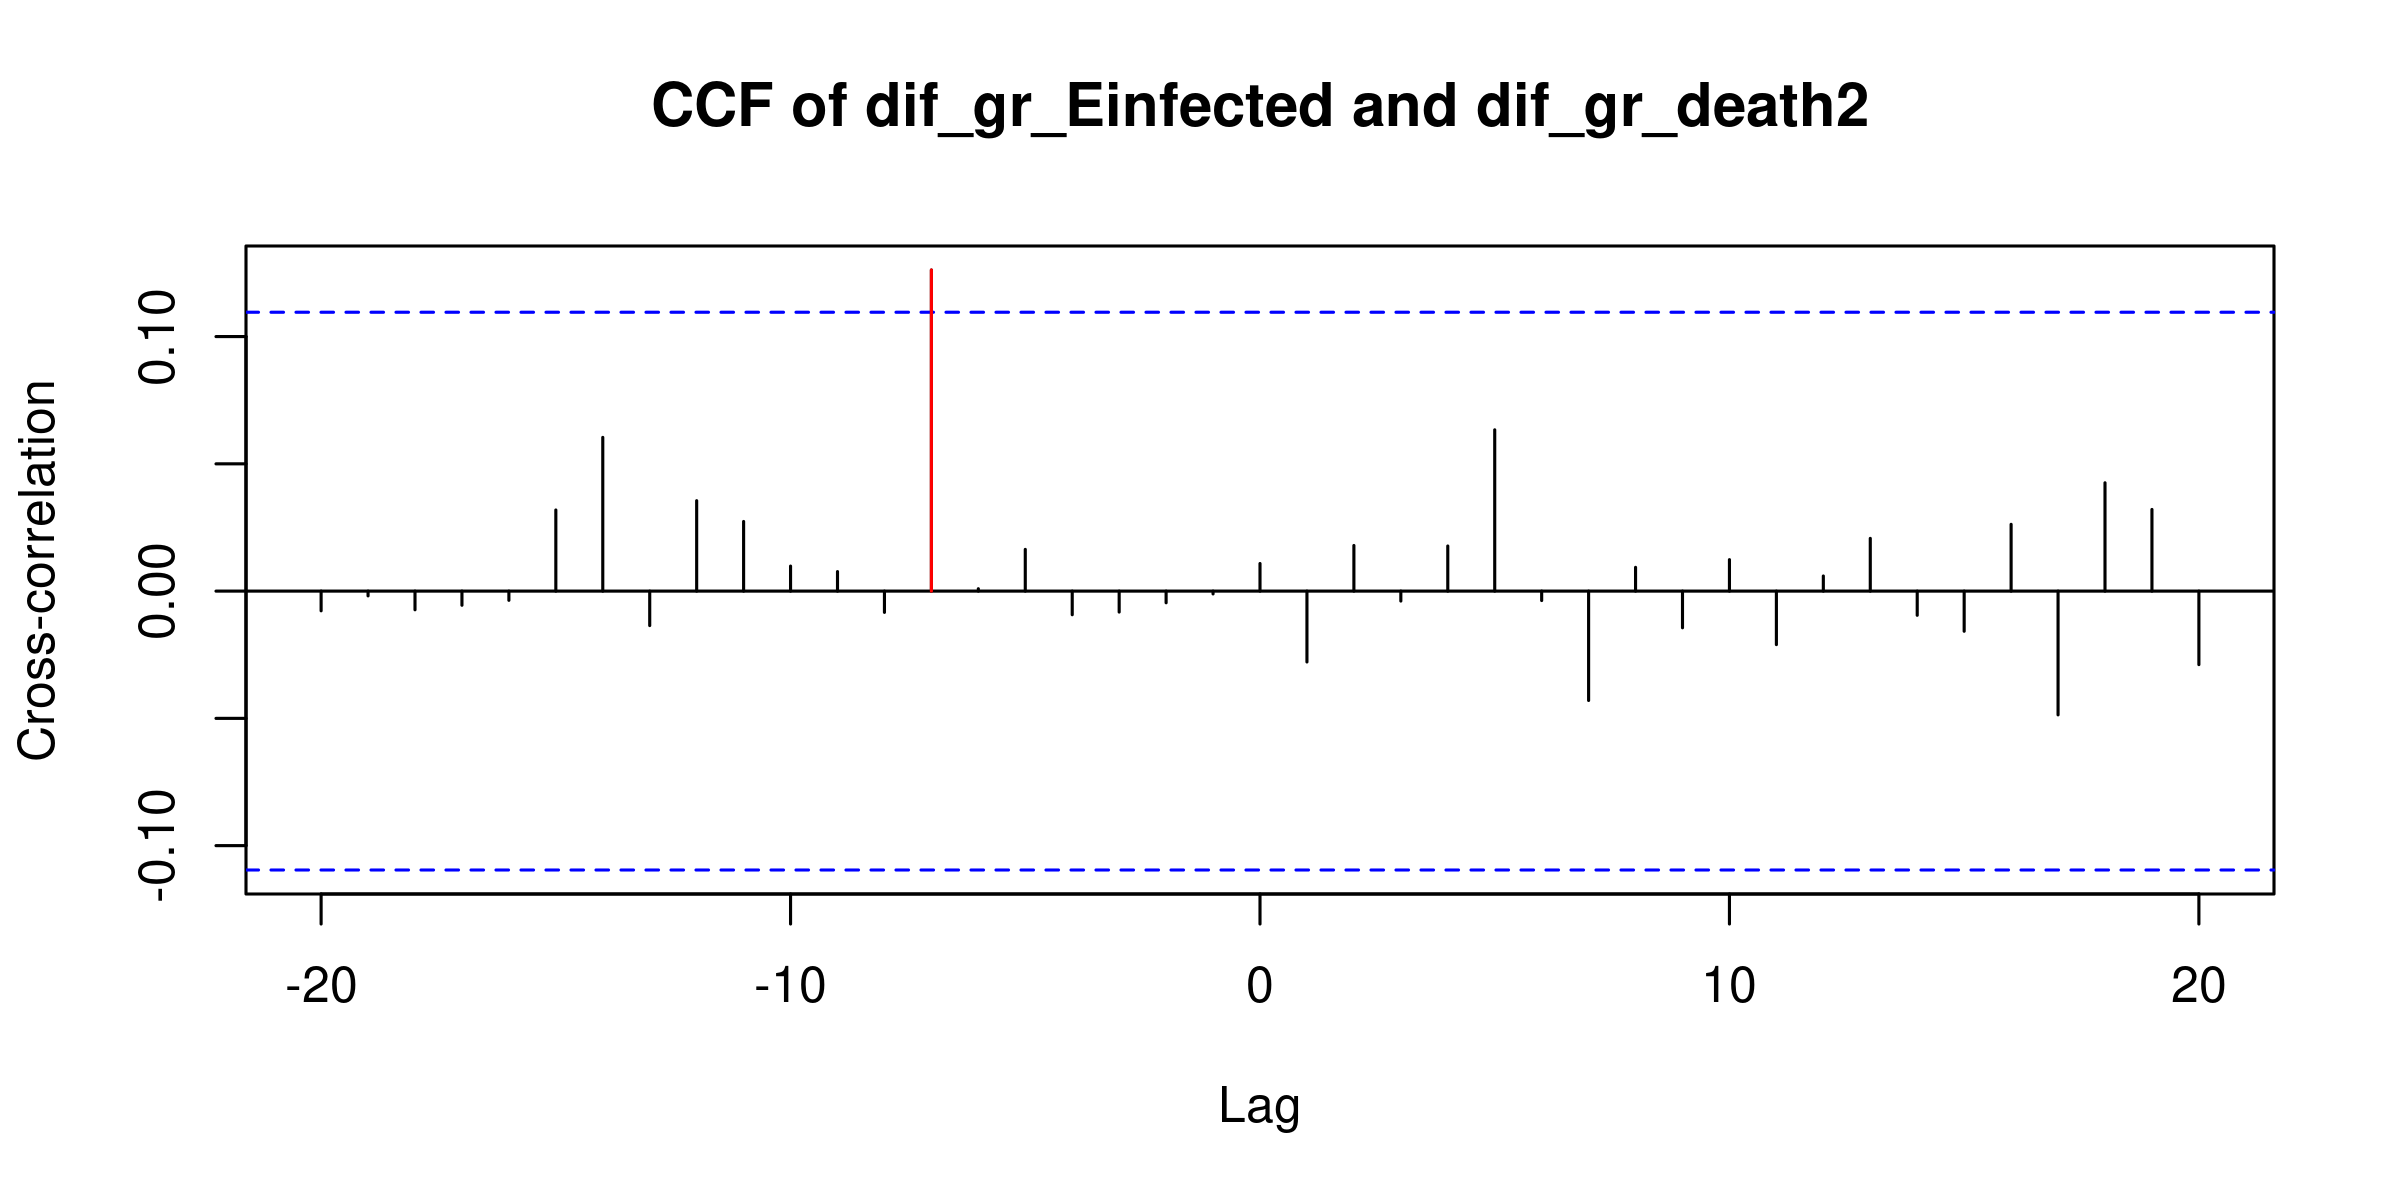 CCF of dif_gr_Einfected and dif_gr_death2
Cross-correlation
0.10
0.00
-0.10
-20 -10 0 10 20
Lag